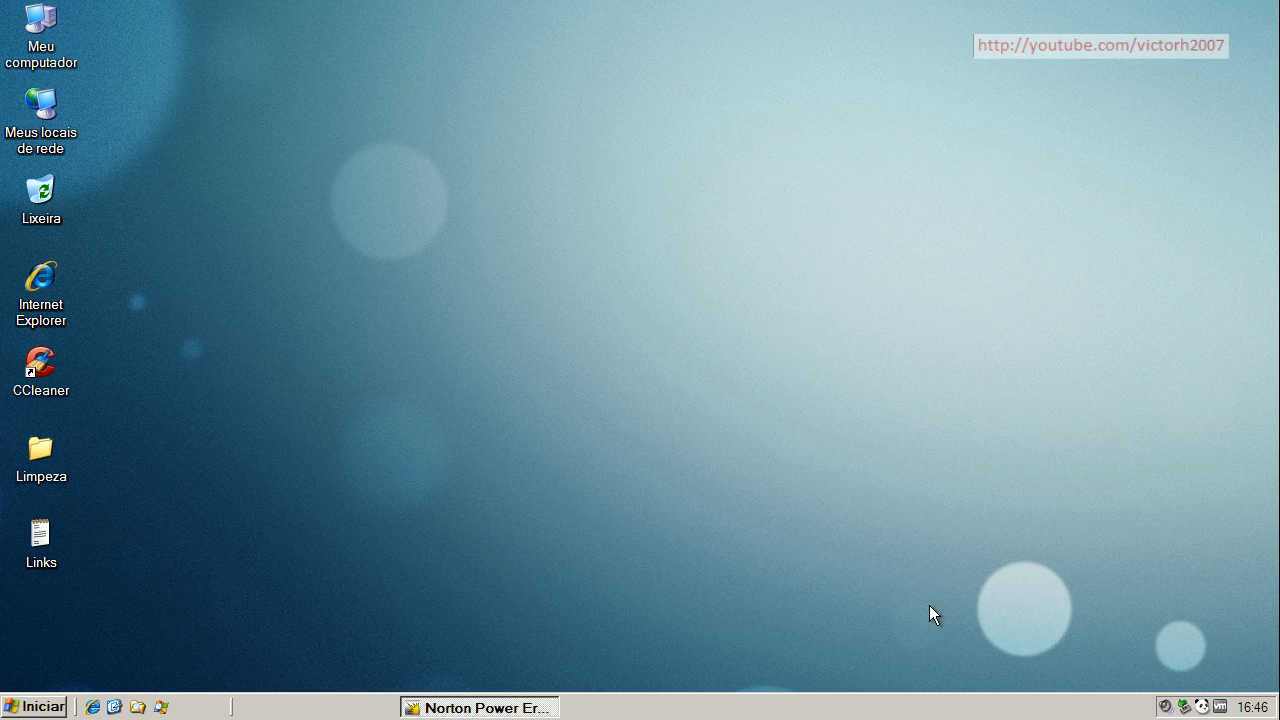 Meu
computador
http://youtube.com/victorh2007
Meus locais
de rede
Lixeira
Internet
Explorer
CCleaner
Limpeza
Links
Iniciar
Norton Power Er...
vm
16:46